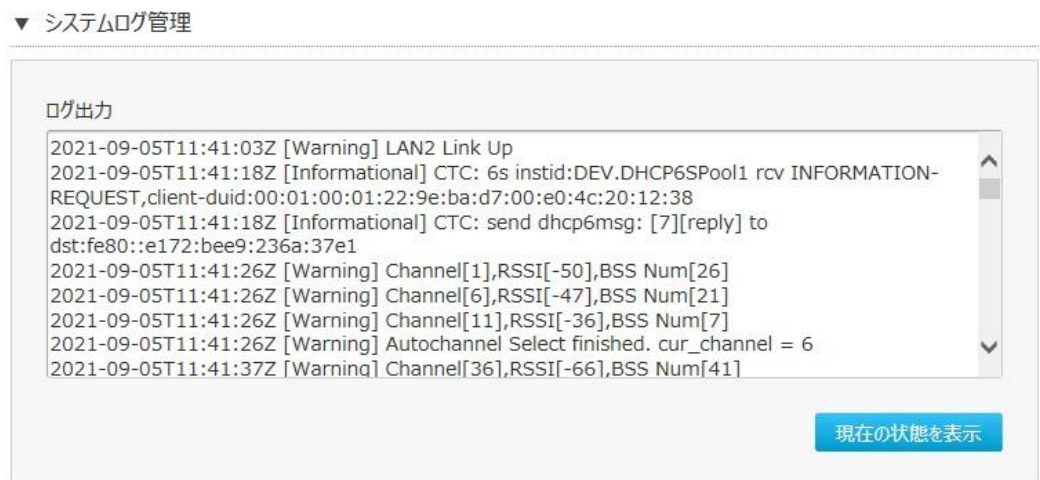 ▼ システムログ管理
ログ出力
2021-09-05T11:41:03Z [Warning] LAN2 Link Up
2021-09-05T11:41:18Z [Informational] CTC: 6s instid:DEV.DHCP6SPool1 rcv INFORMATION-
REQUEST,client-duid:00:01:00:01:22:9e:ba:d7:00:e0:4c:20:12:38
2021-09-05T11:41:18Z [Informational] CTC: send dhcp6msg: [7][reply] to
dst:fe80::e172:bee9:236a:37e1
2021-09-05T11:41:26Z [Warning] Channel[1],RSSI[-50],BSS Num[26]
2021-09-05T11:41:26Z [Warning] Channel[6],RSSI[-47],BSS Num[21]
2021-09-05T11:41:26Z [Warning] Channel[11],RSSI[-36],BSS Num[7]
2021-09-05T11:41:26Z [Warning] Autochannel Select finished. cur_channel = 6
2021-09-05T11:41:37Z [Warning] Channel[36],RSSI[-66],BSS Num[41]
現在の状態を表示